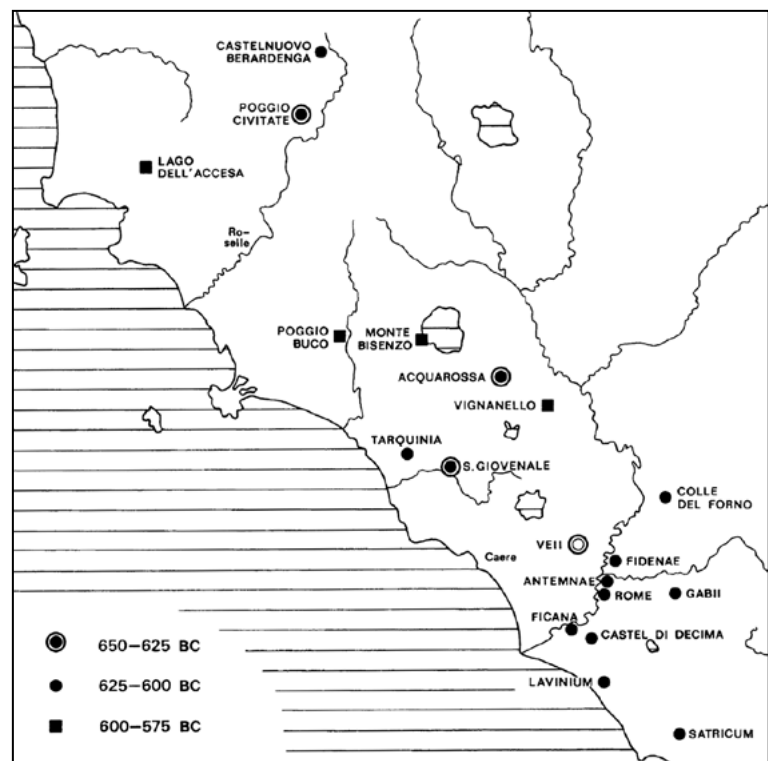 CASTELNUOVO
BERARDENGA
POGGIO
CIVITATE
LAGO
DELL'ACCESA
Ro-
selle
POGGIO
BUCO
MONTE
BISENZO
ACQUAROSSA
VIGNANELLO
TARQUINIA
S.GIOVENALE
COLLE
DEL FORNO
VEII
Caere
FIDENAE
ANTEMNAE
ROME
GABII
FICANA
CASTEL DI DECIMA
LAVINIUM
SATRICUM
650–625 BC
625–600 BC
600–575 BC